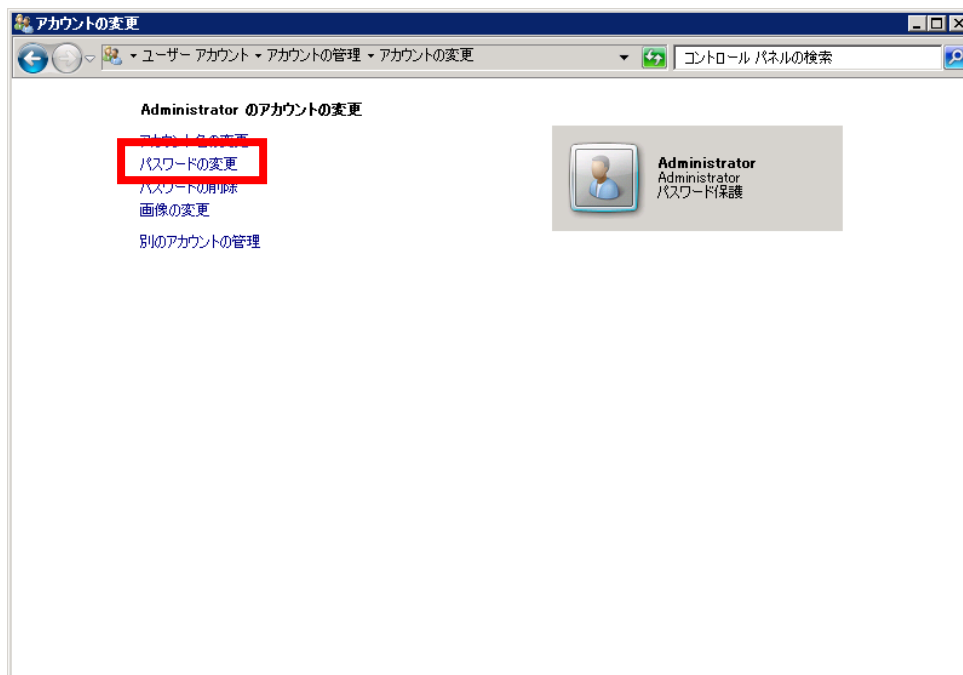 アカウントの変更
ユーザー アカウント アカウントの管理 アカウントの変更
コントロール パネルの検索
Administrator のアカウントの変更
アカウント名の変更
パスワードの変更
パスワードの削除
画像の変更
別のアカウントの管理
Administrator
Administrator
パスワード保護